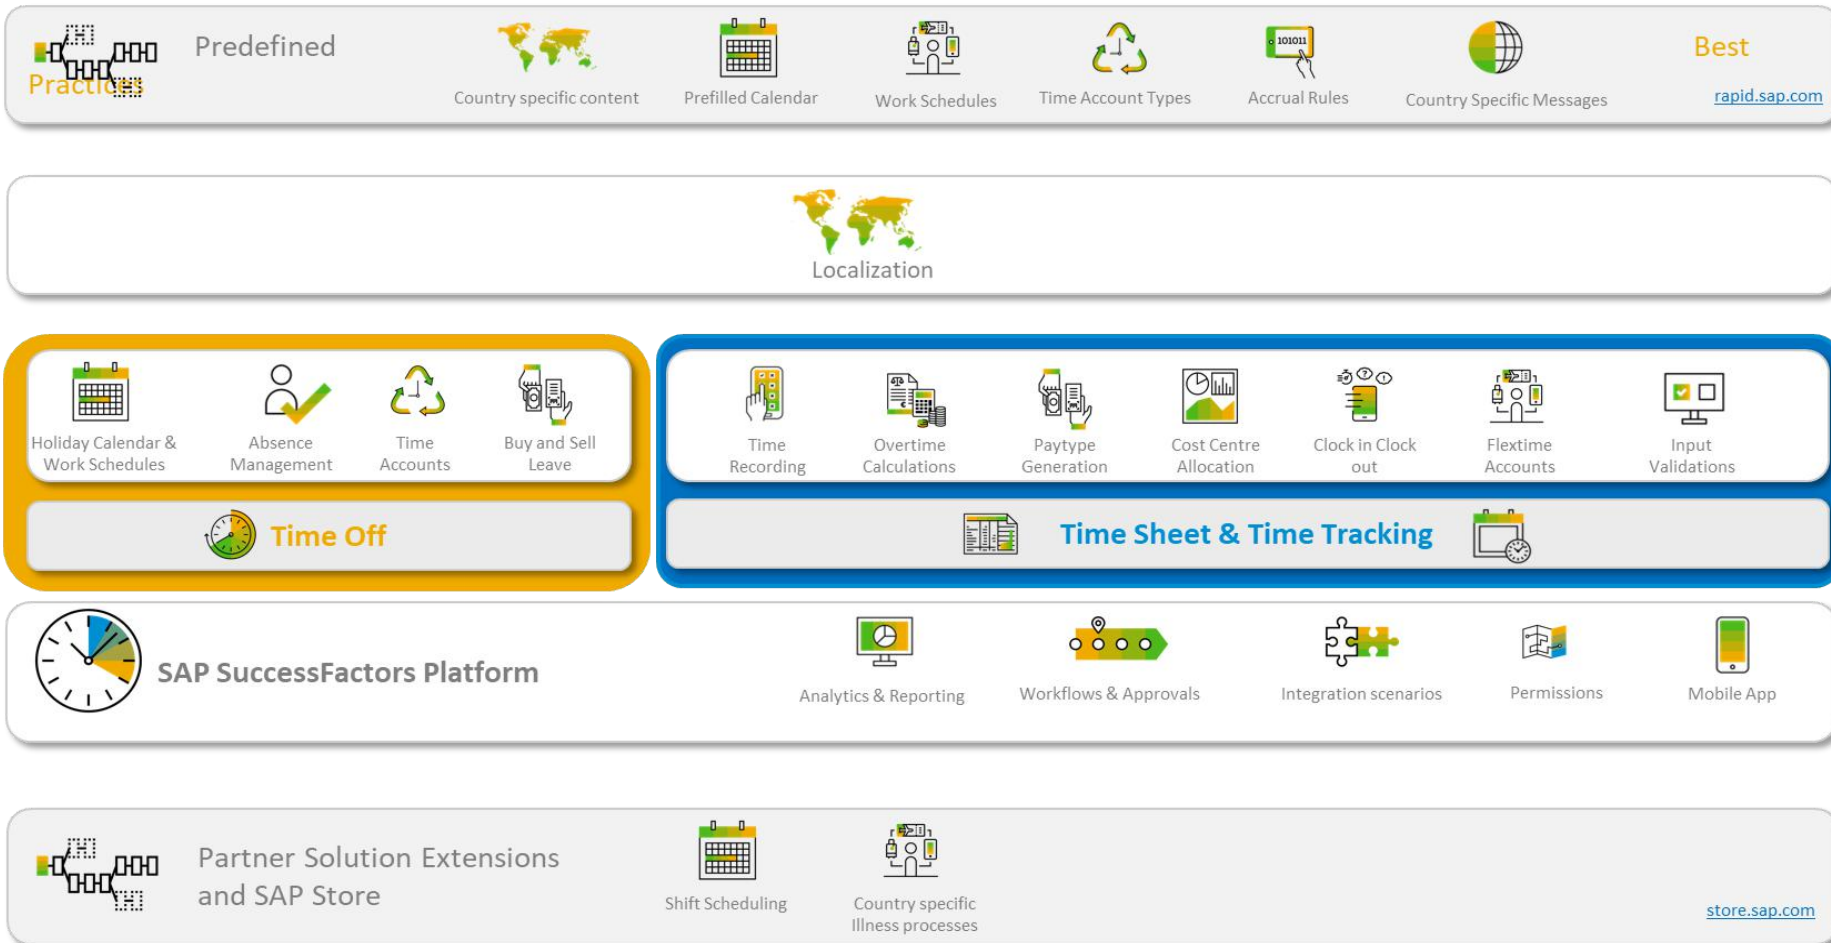 Predefined
Best
Practices
Country specific content
Prefilled Calendar
Work Schedules
Time Account Types
101011
Accrual Rules
Country Specific Messages
rapid.sap.com
Localization
Holiday Calendar &
Work Schedules
Absence
Management
Time
Accounts
Buy and Sell
Leave
Time Off
Time
Recording
Overtime
Calculations
Paytype
Generation
Cost Centre
Allocation
Clock in Clock
out
Flextime
Accounts
Input
Validations
Time Sheet & Time Tracking
SAP SuccessFactors Platform
Analytics & Reporting
Workflows & Approvals
Integration scenarios
Permissions
Mobile App
Partner Solution Extensions
and SAP Store
Shift Scheduling
Country specific
Illness processes
store.sap.com